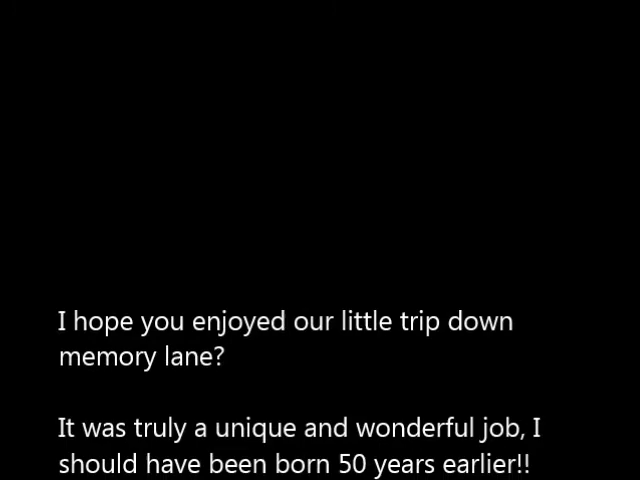 I hope you enjoyed our little trip down
memory lane?
It was truly a unique and wonderful job, I
should have been born 50 years earlier!!